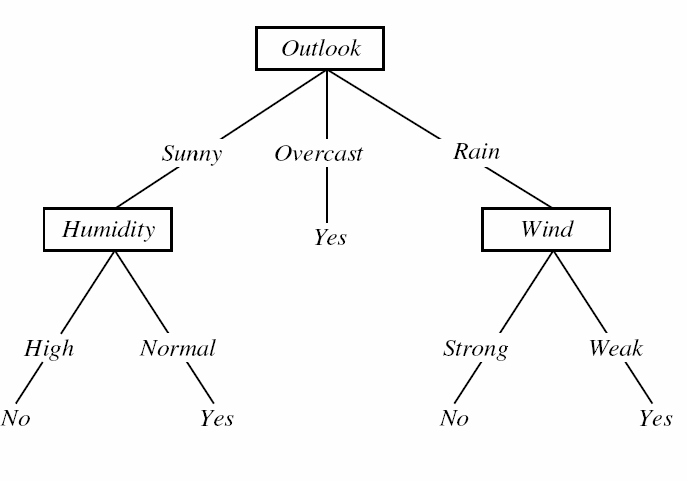 Outlook
Sunny Overcast Rain
Humidity Yes Wind
High Normal Strong Weak
No Yes No Yes